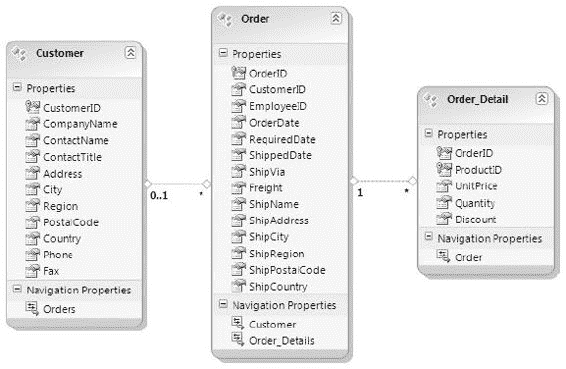 Customer
Properties
CustomerID
CompanyName
ContactName
ContactTitle
Address
City
Region
PostalCode
Country
Phone
Fax
Navigation Properties
Orders
0..1
*
Order
Properties
OrderID
CustomerID
EmployeeID
OrderDate
RequiredDate
ShippedDate
ShipVia
Freight
ShipName
ShipAddress
ShipCity
ShipRegion
ShipPostalCode
ShipCountry
Navigation Properties
Customer
Order_Details
1
*
Order_Detail
Properties
OrderID
ProductID
UnitPrice
Quantity
Discount
Navigation Properties
Order